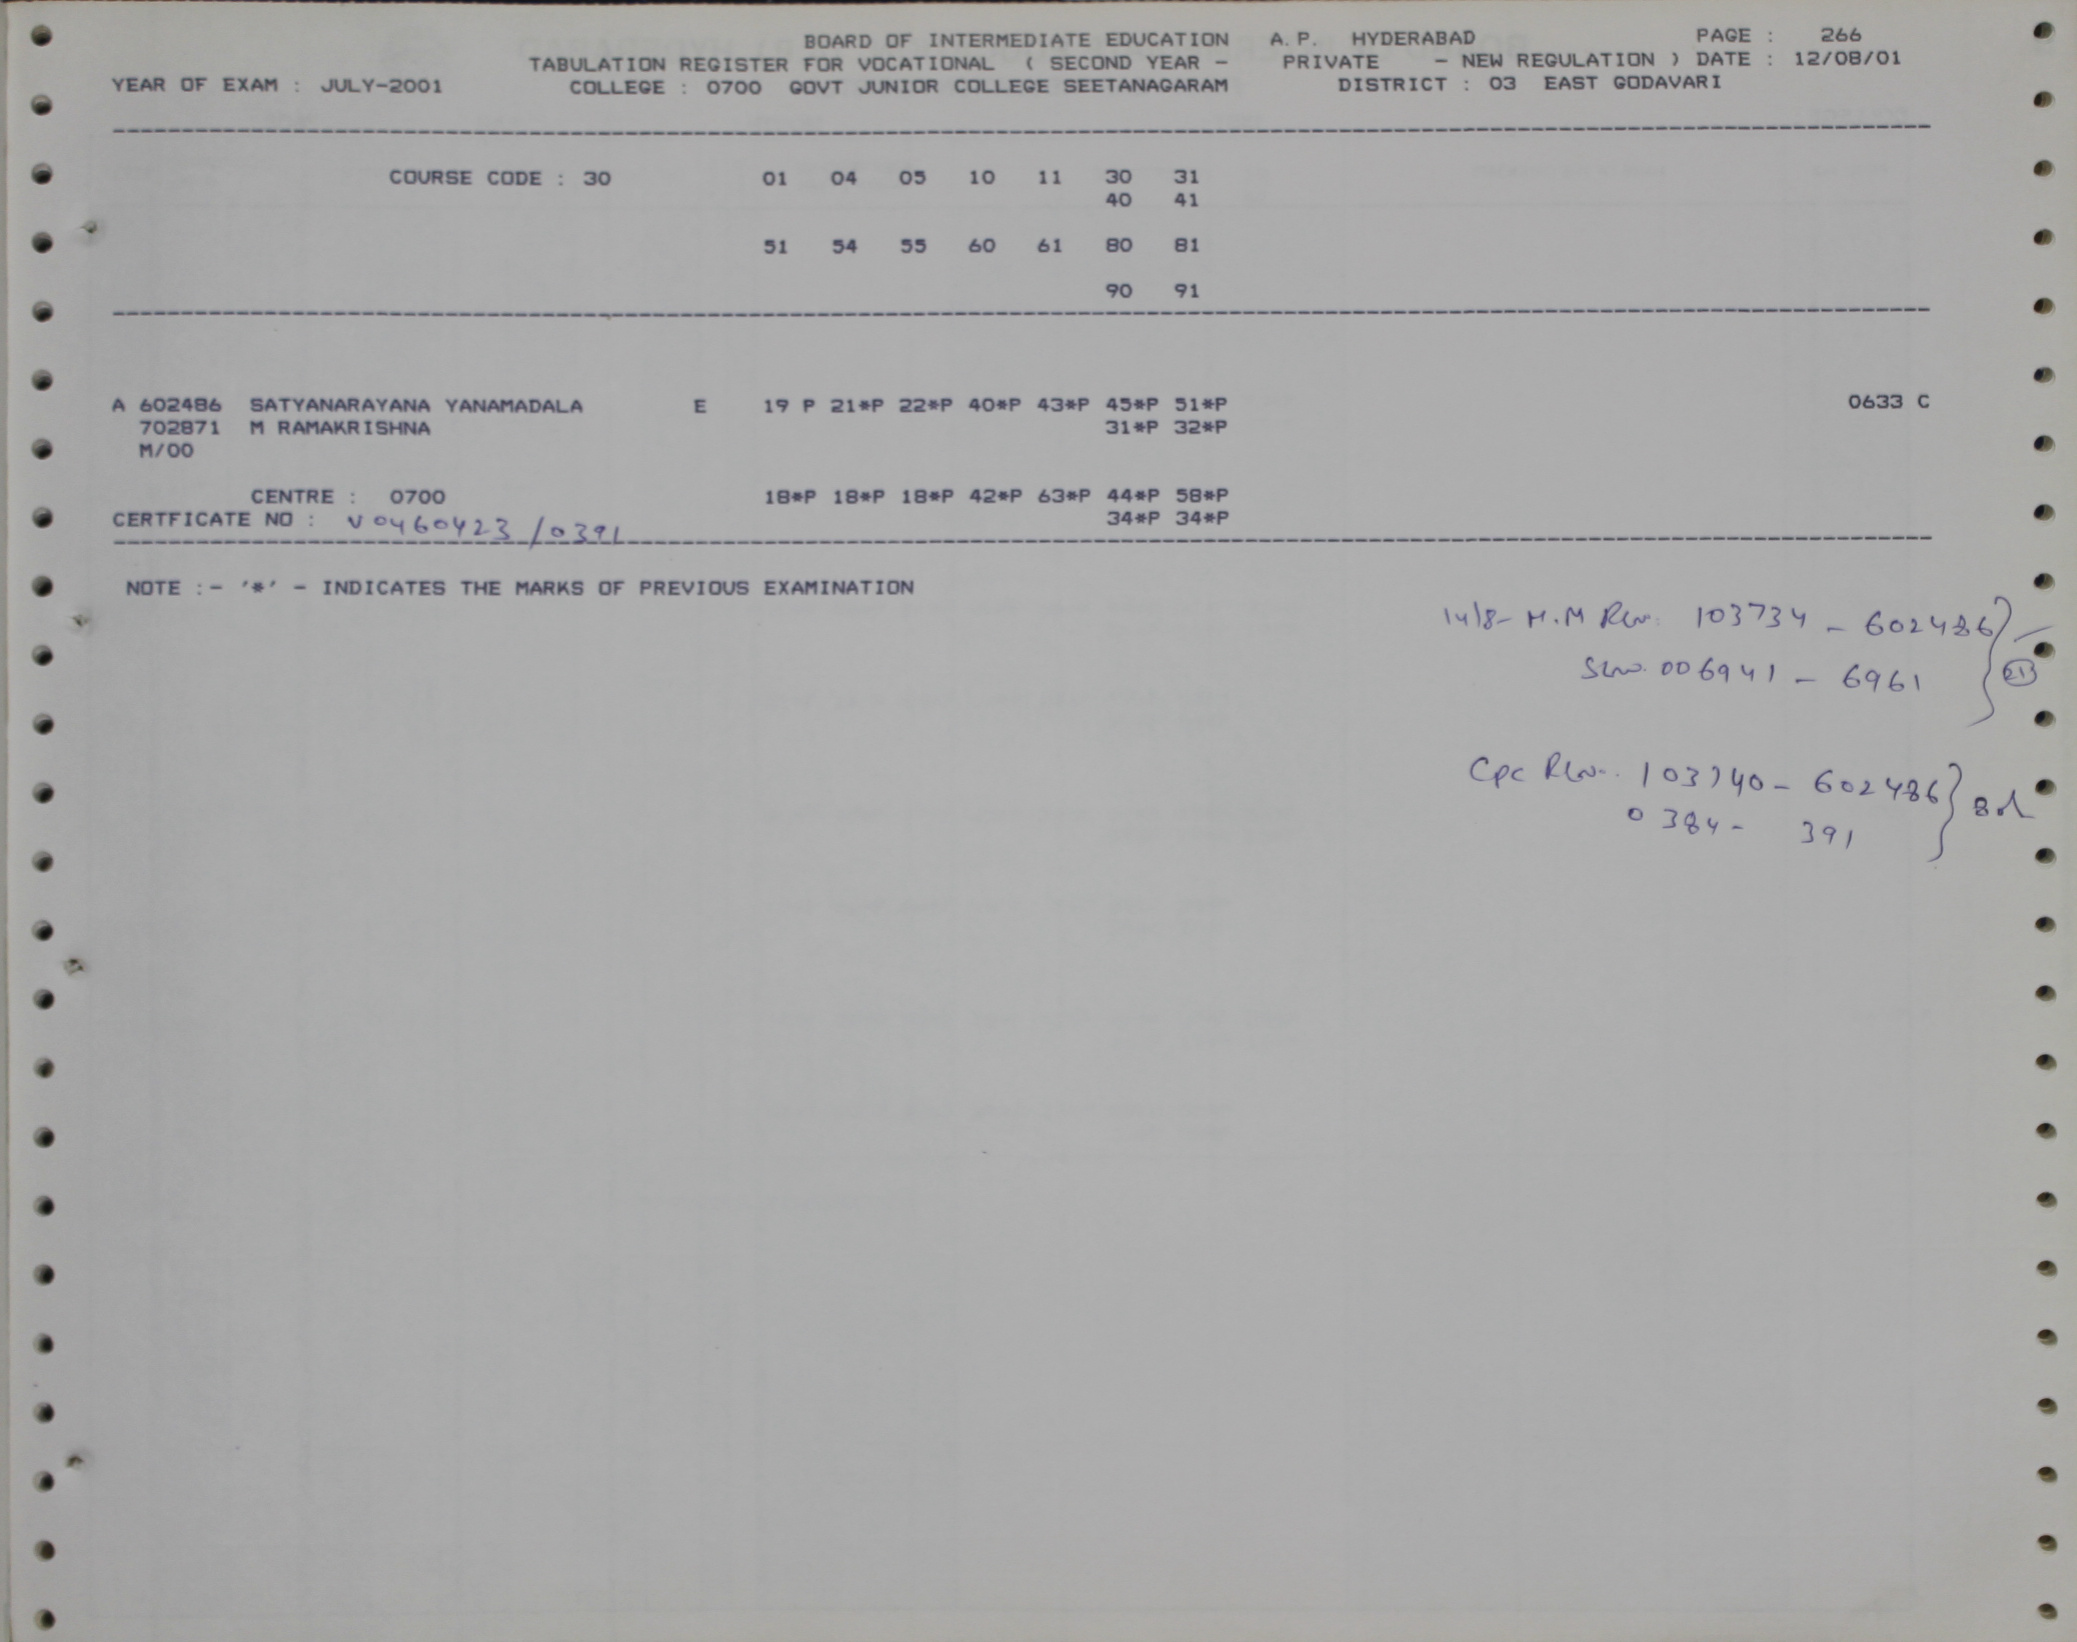 BOARD OF INTERMEDIATE EDUCATION A.P. HYDERABAD PAGE : 266
TABULATION REGISTER FOR VOCATIONAL ( SECOND YEAR - PRIVATE - NEW REGULATION ) DATE : 12/08/01
YEAR OF EXAM : JULY-2001 COLLEGE : 0700 GOVT JUNIOR COLLEGE SEETANAGARAM DISTRICT : 03 EAST GODAVARI
COURSE CODE : 30 01 04 05 10 11 30 31
40 41
51 54 55 60 61 80 81
90 91
A 602486 SATYANARAYANA YANAMADALA E 19 P 21*P 22*P 40*P 43*P 45*P 51*P 0633 C
702871 M RAMAKRISHNA 31*P 32*P
M/00
CENTRE : 0700 18*P 18*P 18*P 42*P 63*P 44*P 58*P
CERTFICATE NO : V0460423/0391 34*P 34*P
NOTE :- '*' - INDICATES THE MARKS OF PREVIOUS EXAMINATION
14/8- M.M 103734 - 602486
006941 - 6961 21
Cpc 103740 - 602486
0384 - 391